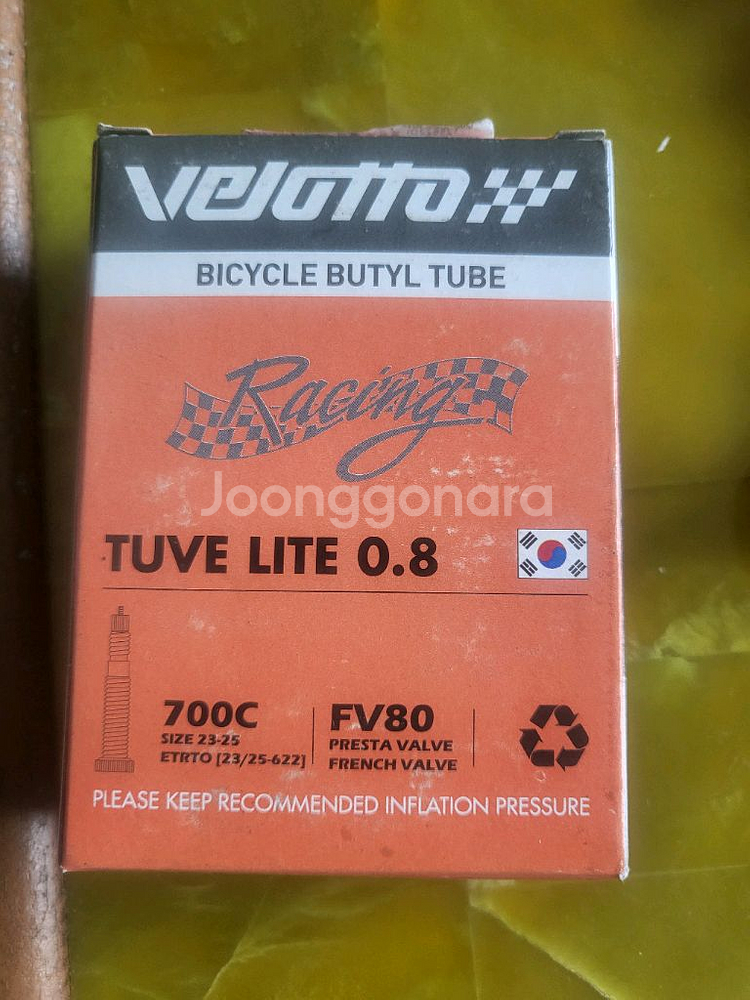 Velotto
BICYCLE BUTYL TUBE
Racing
Joonggonara
TUVE LITE 0.8
700C
SIZE 23-25
ETRTO [23/25-622]
FV80
PRESTA VALVE
FRENCH VALVE
PLEASE KEEP RECOMMENDED INFLATION PRESSURE